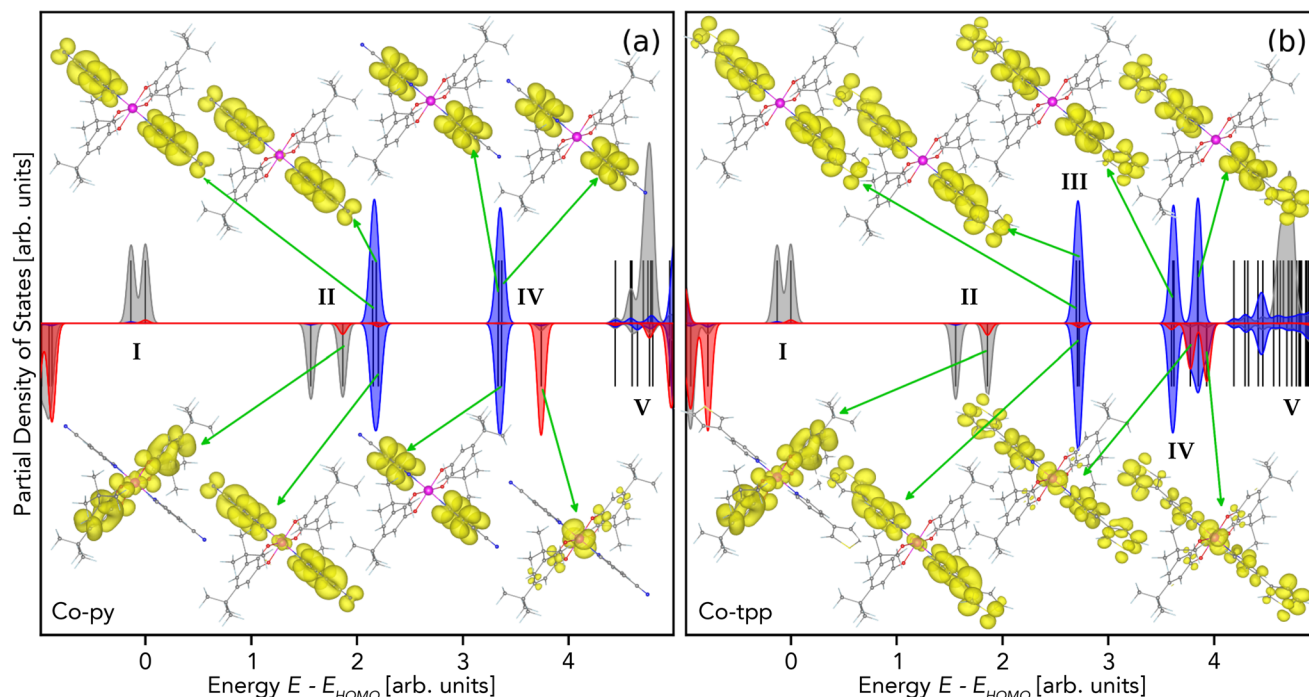 (a)
(b)
Partial Density of States [arb. units]
III
II
IV
II
I
V
I
IV
V
Co-py
Co-tpp
0 1 2 3 4
0 1 2 3 4
Energy E - E_HOMO [arb. units]
Energy E - E_HOMO [arb. units]